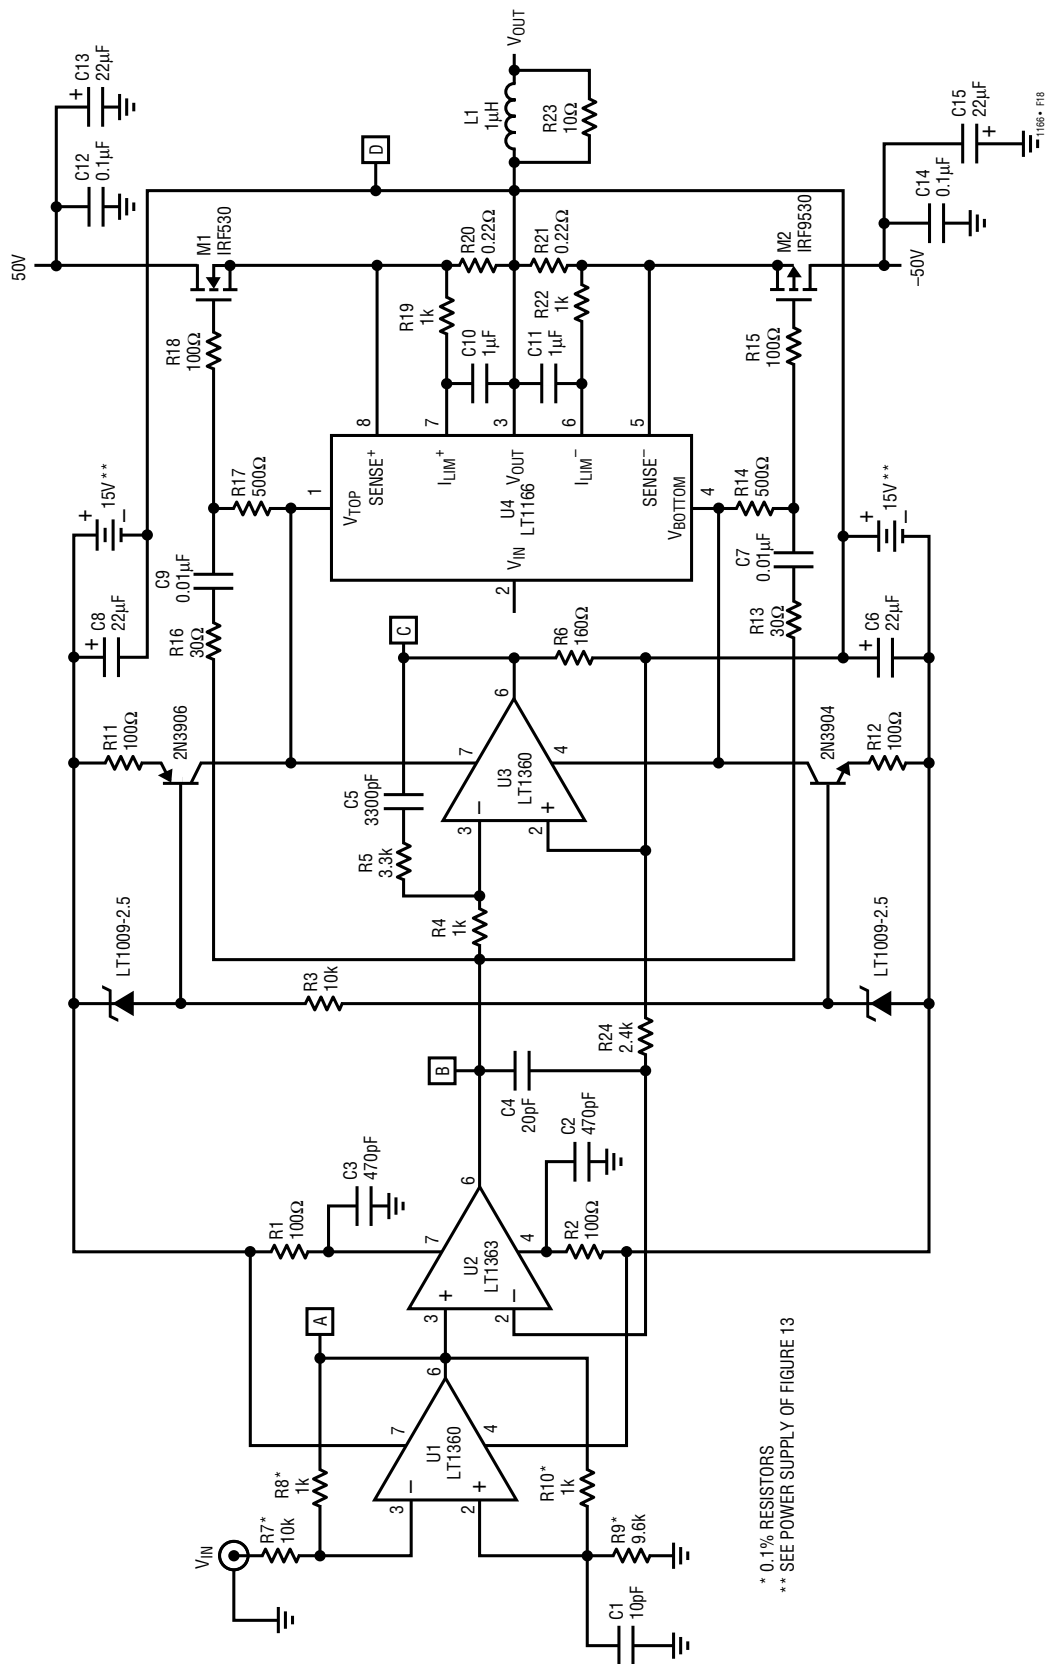 50V
C12
0.1µF
+
C13
22µF
D
M1
IRF530
R18
100Ω
15V**
+
–
C8
22µF
+
C9
0.01µF
R16
30Ω
R17
500Ω
R11
100Ω
2N3906
LT1009-2.5
R19
1k
R20
0.22Ω
L1
1µH
VOUT
R23
10Ω
C10
1µF
C11
1µF
R21
0.22Ω
R22
1k
1
VTOP
8
SENSE+
7
ILIM+
3
VOUT
U4
LT1166
VIN
2
6
ILIM–
5
SENSE–
VBOTTOM
4
R14
500Ω
R15
100Ω
M2
IRF9530
–50V
C14
0.1µF
C15
22µF
+
15V**
+
–
C7
0.01µF
R13
30Ω
C6
22µF
+
2N3904
R12
100Ω
LT1009-2.5
C
R6
160Ω
6
7
U3
LT1360
4
–
+
3
2
C5
3300pF
R5
3.3k
R4
1k
R3
10k
R24
2.4k
B
C4
20pF
C2
470pF
C3
470pF
R1
100Ω
R2
100Ω
6
7
U2
LT1363
4
+
–
3
2
A
6
7
U1
LT1360
4
–
+
3
2
R8*
1k
R7*
10k
VIN
R10*
1k
R9*
9.6k
C1
10pF
* 0.1% RESISTORS
** SEE POWER SUPPLY OF FIGURE 13
1166 • F18